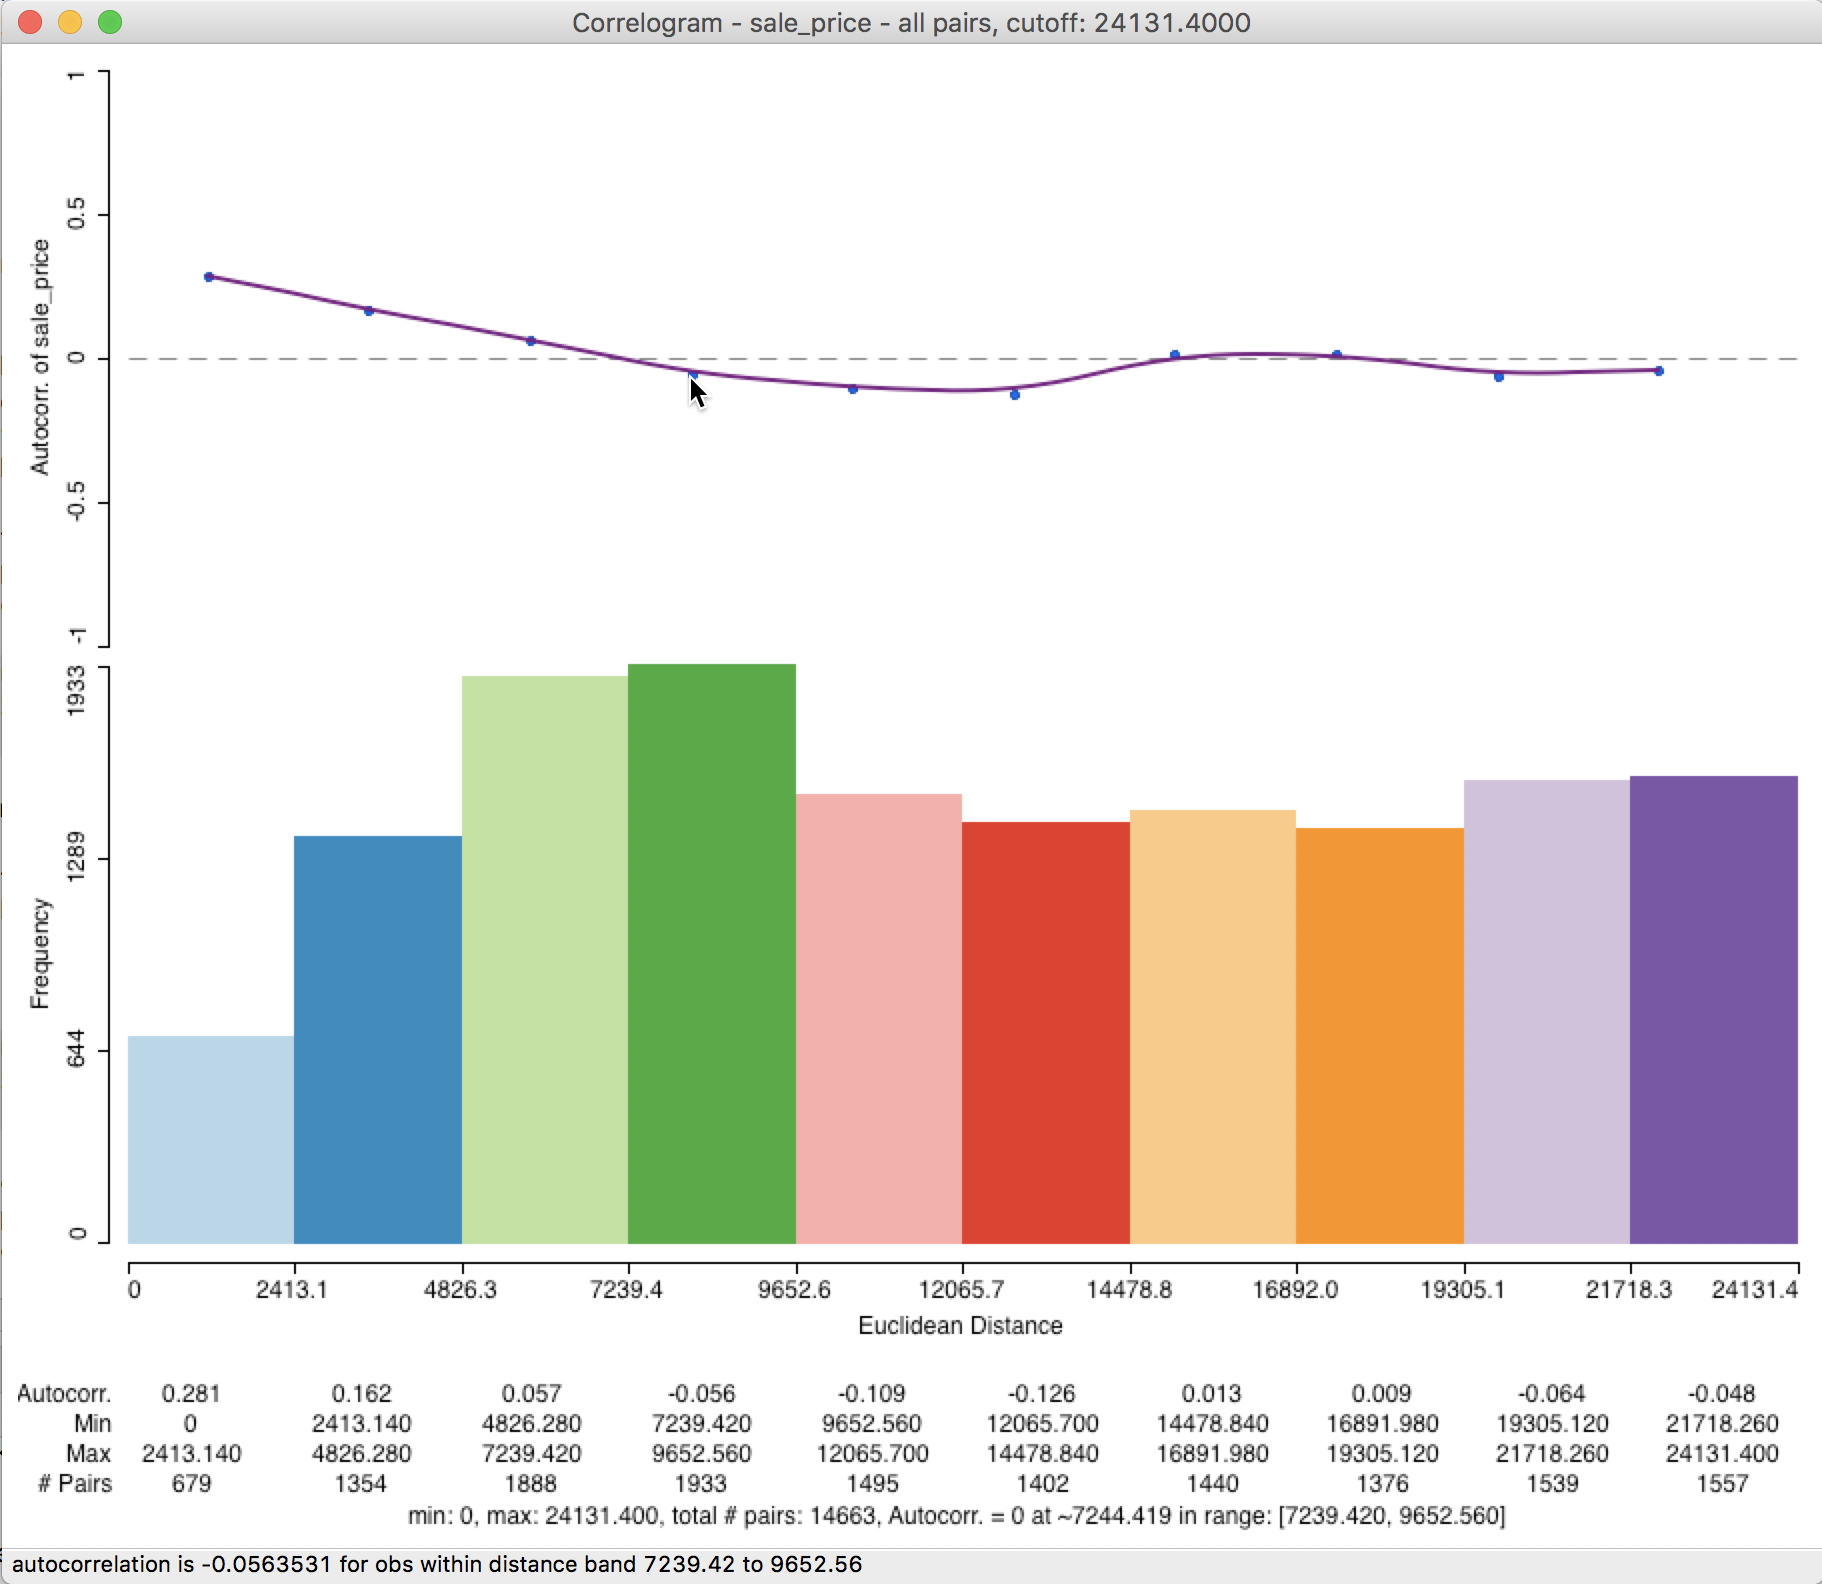 Correlogram - sale_price - all pairs, cutoff: 24131.4000
1
0.5
0
-0.5
-1
Autocorr. of sale_price
1933
1289
644
0
Frequency
0 2413.1 4826.3 7239.4 9652.6 12065.7 14478.8 16892.0 19305.1 21718.3 24131.4
Euclidean Distance
Autocorr. 0.281 0.162 0.057 -0.056 -0.109 -0.126 0.013 0.009 -0.064 -0.048
Min 0 2413.140 4826.280 7239.420 9652.560 12065.700 14478.840 16891.980 19305.120 21718.260
Max 2413.140 4826.280 7239.420 9652.560 12065.700 14478.840 16891.980 19305.120 21718.260 24131.400
# Pairs 679 1354 1888 1933 1495 1402 1440 1376 1539 1557
min: 0, max: 24131.400, total # pairs: 14663, Autocorr. = 0 at ~7244.419 in range: [7239.420, 9652.560]
autocorrelation is -0.0563531 for obs within distance band 7239.42 to 9652.56